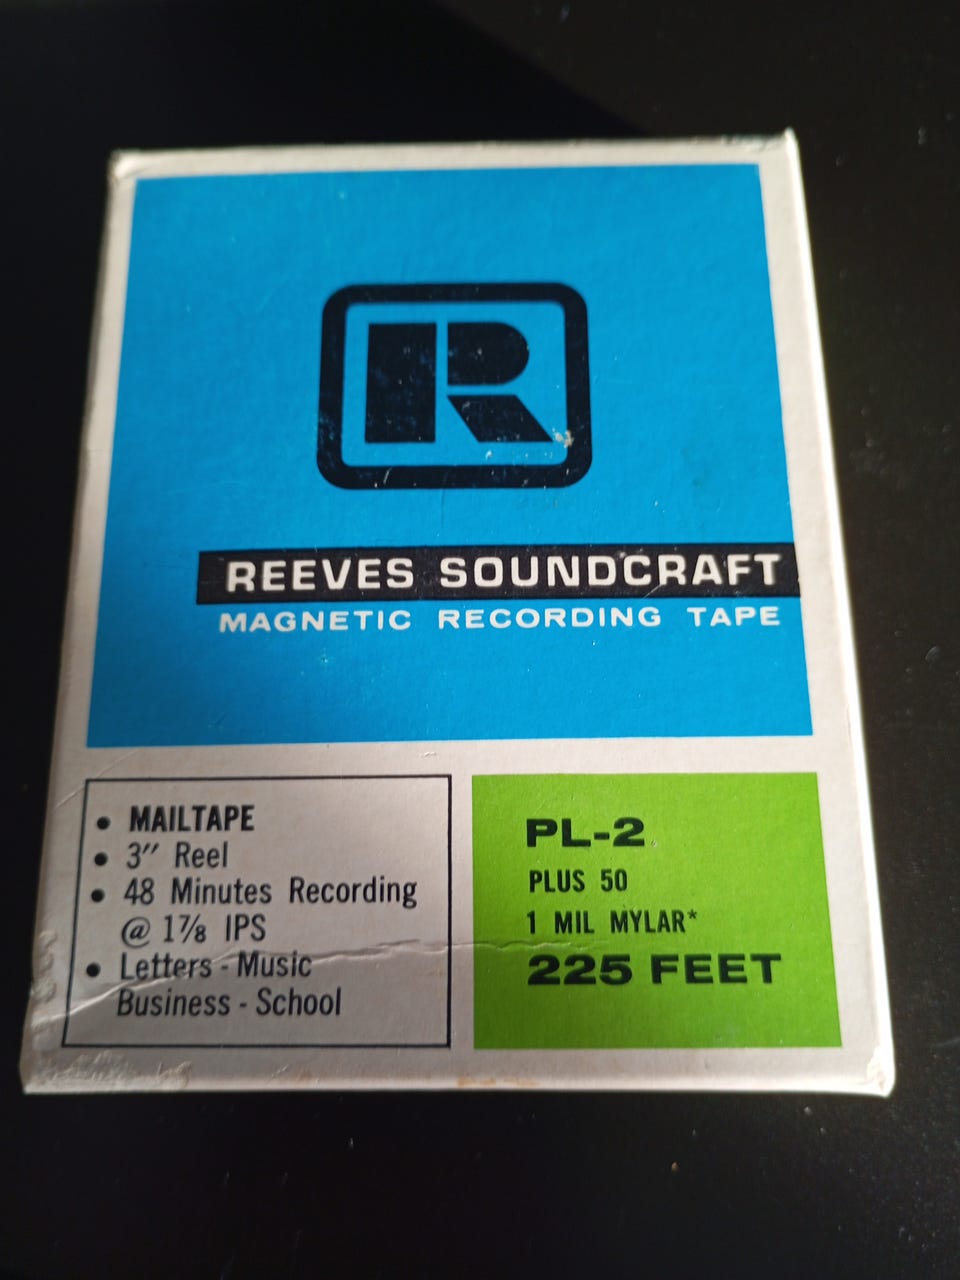 R
REEVES SOUNDCRAFT
MAGNETIC RECORDING TAPE
• MAILTAPE
• 3″ Reel
• 48 Minutes Recording
@ 1⅞ IPS
• Letters - Music
Business - School
PL-2
PLUS 50
1 MIL MYLAR*
225 FEET